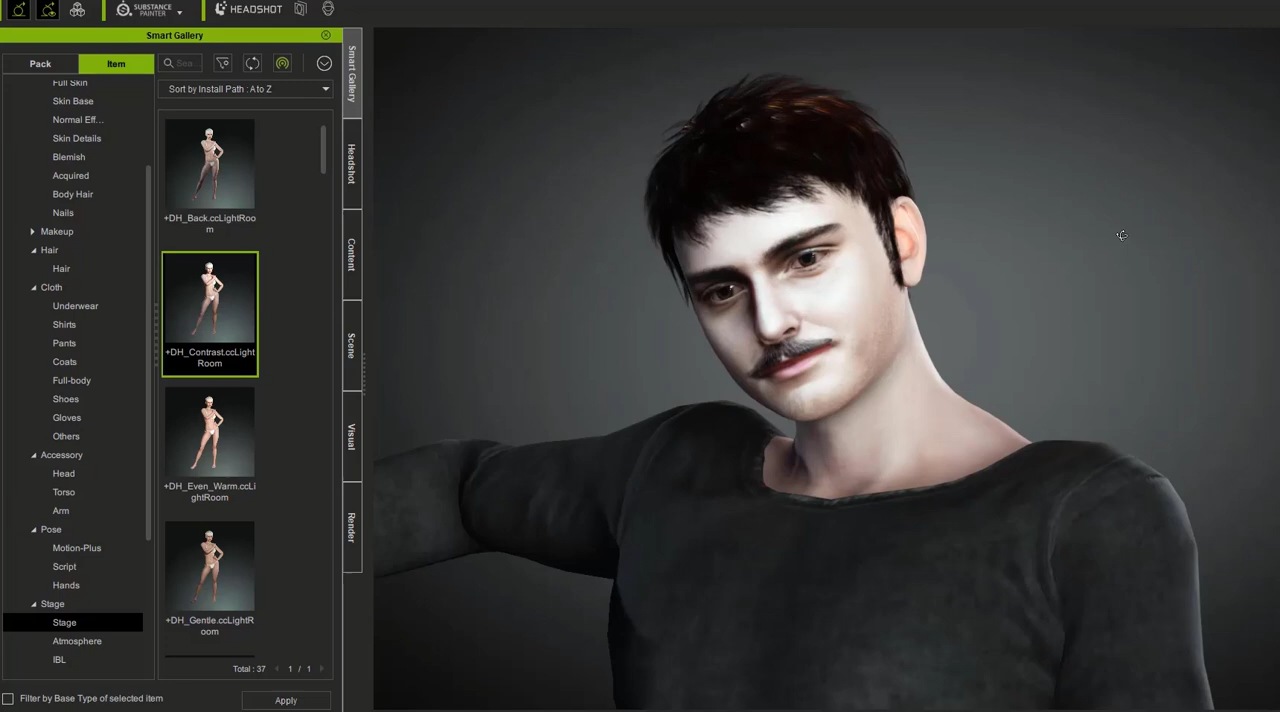 SUBSTANCE
PAINTER
HEADSHOT
Smart Gallery
Pack
Item
Sea
Sort by Install Path : A to Z
Full Skin
Skin Base
Normal Eff...
Skin Details
Blemish
Acquired
Body Hair
Nails
Makeup
Hair
Hair
Cloth
Underwear
Shirts
Pants
Coats
Full-body
Shoes
Gloves
Others
Accessory
Head
Torso
Arm
Pose
Motion-Plus
Script
Hands
Stage
Stage
Atmosphere
IBL
+DH_Back.ccLightRoo
m
+DH_Contrast.ccLight
Room
+DH_Even_Warm.ccLi
ghtRoom
+DH_Gentle.ccLightR
oom
Total : 37 1 / 1
Filter by Base Type of selected item
Apply
Smart Gallery
Headshot
Content
Scene
Visual
Render